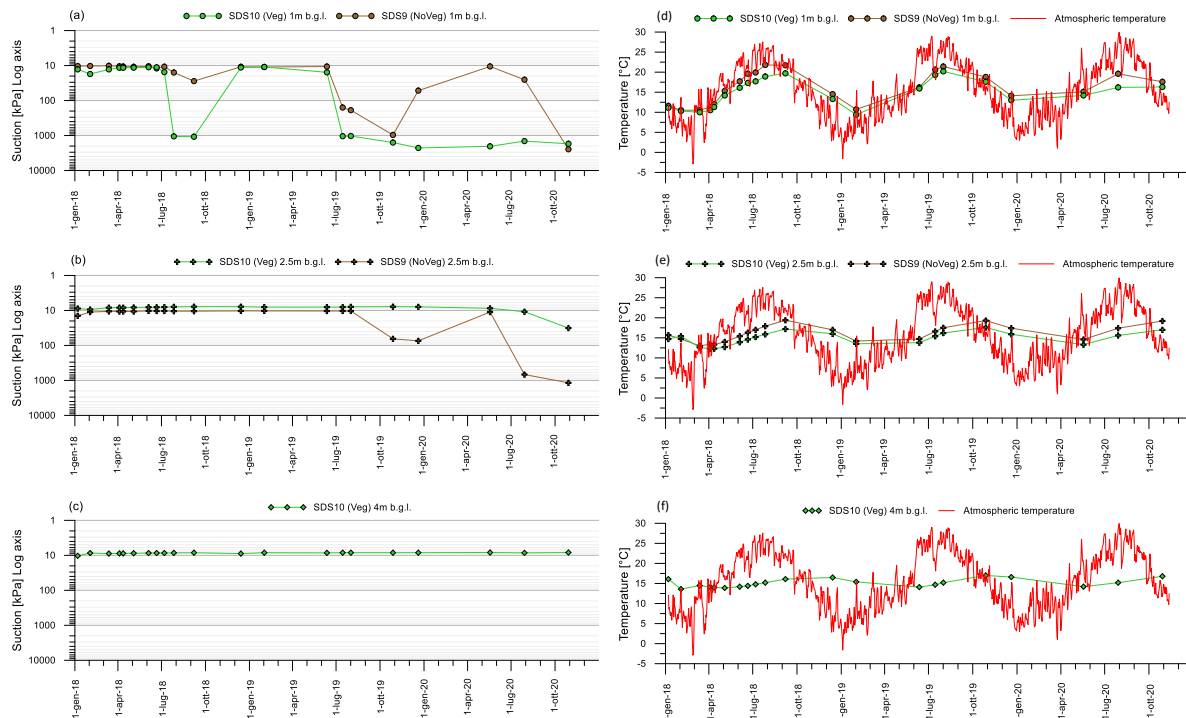 (a)
SDS10 (Veg) 1m b.g.l. SDS9 (NoVeg) 1m b.g.l.
Suction [kPa] Log axis
1
10
100
1000
10000
1-gen-18 1-apr-18 1-lug-18 1-ott-18 1-gen-19 1-apr-19 1-lug-19 1-ott-19 1-gen-20 1-apr-20 1-lug-20 1-ott-20
(d)
SDS10 (Veg) 1m b.g.l. SDS9 (NoVeg) 1m b.g.l. Atmospheric temperature
Temperature [°C]
30
25
20
15
10
5
0
-5
1-gen-18 1-apr-18 1-lug-18 1-ott-18 1-gen-19 1-apr-19 1-lug-19 1-ott-19 1-gen-20 1-apr-20 1-lug-20 1-ott-20
(b)
SDS10 (Veg) 2.5m b.g.l. SDS9 (NoVeg) 2.5m b.g.l.
Suction [kPa] Log axis
1
10
100
1000
10000
1-gen-18 1-apr-18 1-lug-18 1-ott-18 1-gen-19 1-apr-19 1-lug-19 1-ott-19 1-gen-20 1-apr-20 1-lug-20 1-ott-20
(e)
SDS10 (Veg) 2.5m b.g.l. SDS9 (NoVeg) 2.5m b.g.l. Atmospheric temperature
Temperature [°C]
30
25
20
15
10
5
0
-5
1-gen-18 1-apr-18 1-lug-18 1-ott-18 1-gen-19 1-apr-19 1-lug-19 1-ott-19 1-gen-20 1-apr-20 1-lug-20 1-ott-20
(c)
SDS10 (Veg) 4m b.g.l.
Suction [kPa] Log axis
1
10
100
1000
10000
1-gen-18 1-apr-18 1-lug-18 1-ott-18 1-gen-19 1-apr-19 1-lug-19 1-ott-19 1-gen-20 1-apr-20 1-lug-20 1-ott-20
(f)
SDS10 (Veg) 4m b.g.l. Atmospheric temperature
Temperature [°C]
30
25
20
15
10
5
0
-5
-gen-18 1-apr-18 1-lug-18 1-ott-18 -gen-19 1-apr-19 1-lug-19 1-ott-19 -gen-20 1-apr-20 1-lug-20 1-ott-20